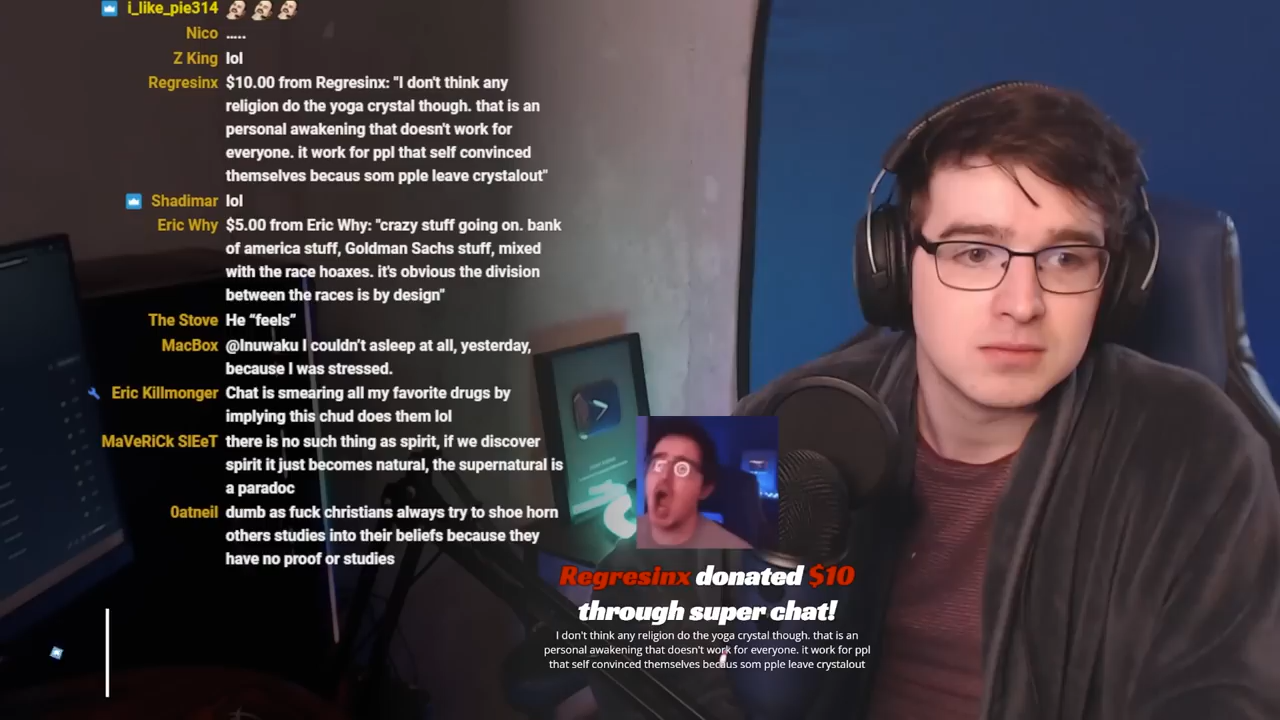 i_like_pie314
Nico …..
Z King lol
Regresinx $10.00 from Regresinx: "I don't think any
religion do the yoga crystal though. that is an
personal awakening that doesn't work for
everyone. it work for ppl that self convinced
themselves becaus som pple leave crystalout"
Shadimar lol
Eric Why $5.00 from Eric Why: "crazy stuff going on. bank
of america stuff, Goldman Sachs stuff, mixed
with the race hoaxes. it's obvious the division
between the races is by design"
The Stove He “feels”
MacBox @Inuwaku I couldn’t asleep at all, yesterday,
because I was stressed.
Eric Killmonger Chat is smearing all my favorite drugs by
implying this chud does them lol
MaVeRiCk SlEeT there is no such thing as spirit, if we discover
spirit it just becomes natural, the supernatural is
a paradoc
0atneil dumb as fuck christians always try to shoe horn
others studies into their beliefs because they
have no proof or studies
Regresinx donated $10
through super chat!
I don't think any religion do the yoga crystal though. that is an
personal awakening that doesn't work for everyone. it work for ppl
that self convinced themselves becaus som pple leave crystalout